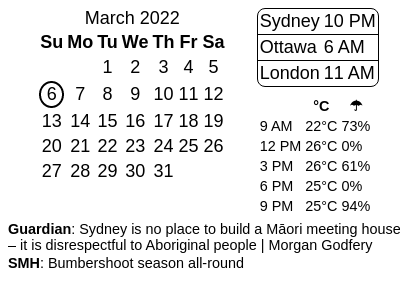 March 2022
Su Mo Tu We Th Fr Sa
1 2 3 4 5
6 7 8 9 10 11 12
13 14 15 16 17 18 19
20 21 22 23 24 25 26
27 28 29 30 31
Sydney 10 PM
Ottawa 6 AM
London 11 AM
°C ☂
9 AM 22°C 73%
12 PM 26°C 0%
3 PM 26°C 61%
6 PM 25°C 0%
9 PM 25°C 94%
Guardian: Sydney is no place to build a Māori meeting house
– it is disrespectful to Aboriginal people | Morgan Godfery
SMH: Bumbershoot season all-round